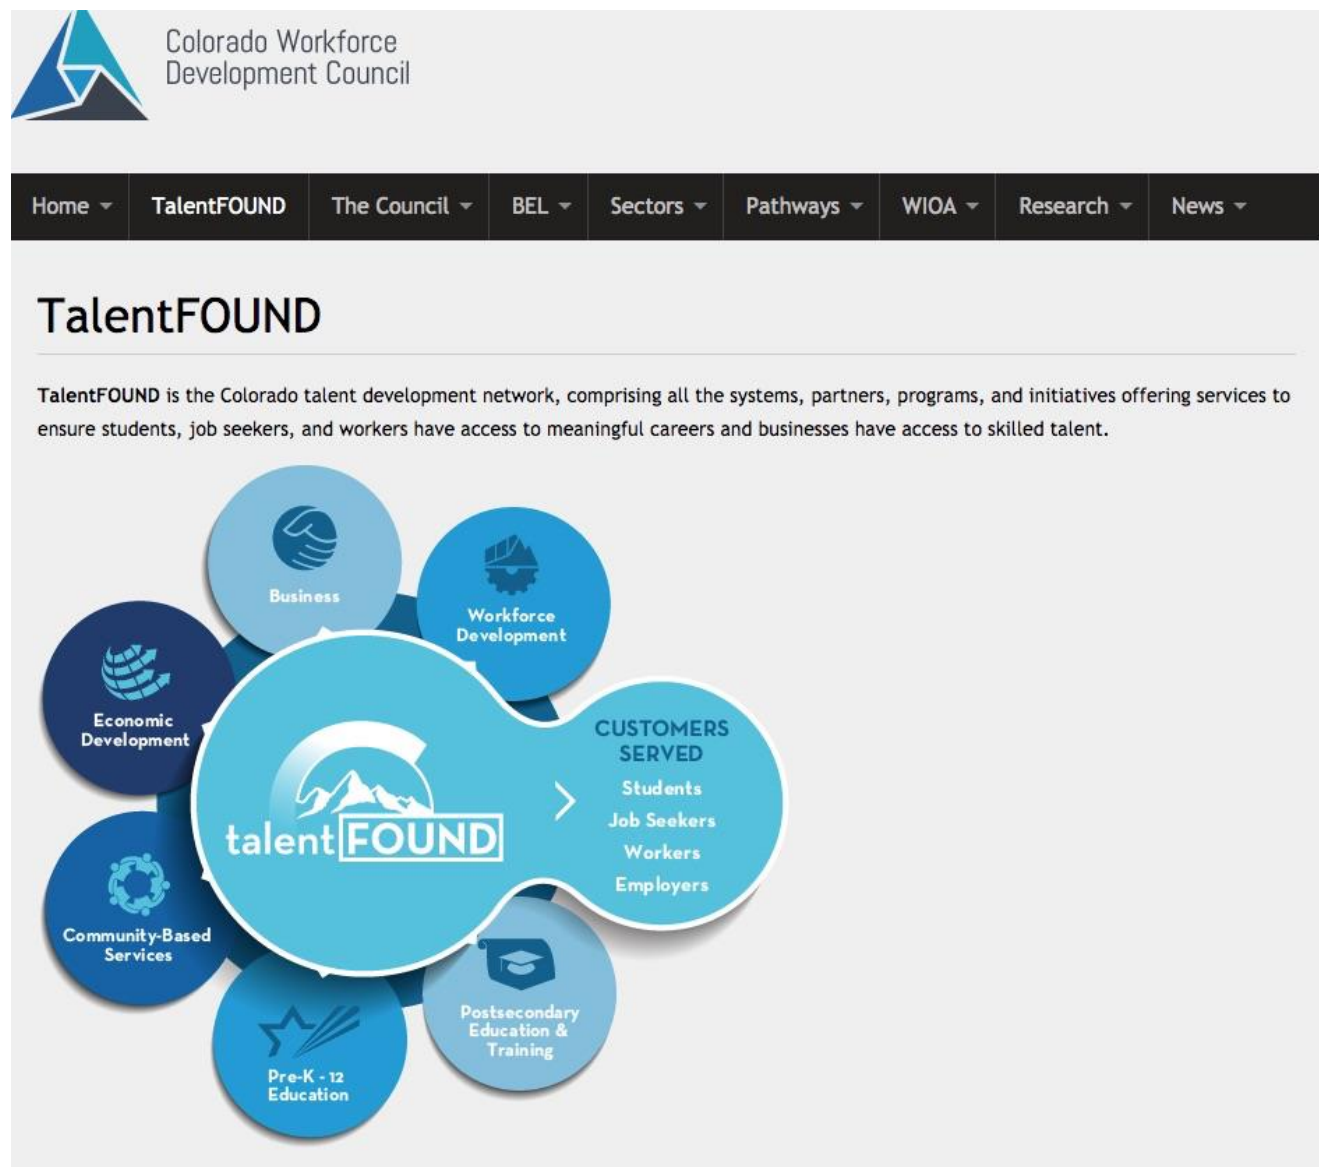 Colorado Workforce
Development Council
Home TalentFOUND The Council BEL Sectors Pathways WIOA Research News
TalentFOUND
TalentFOUND is the Colorado talent development network, comprising all the systems, partners, programs, and initiatives offering services to
ensure students, job seekers, and workers have access to meaningful careers and businesses have access to skilled talent.
Business
Workforce
Development
Economic
Development
CUSTOMERS
SERVED
Students
Job Seekers
Workers
Employers
talent FOUND
Community-Based
Services
Postsecondary
Education &
Training
Pre-K - 12
Education